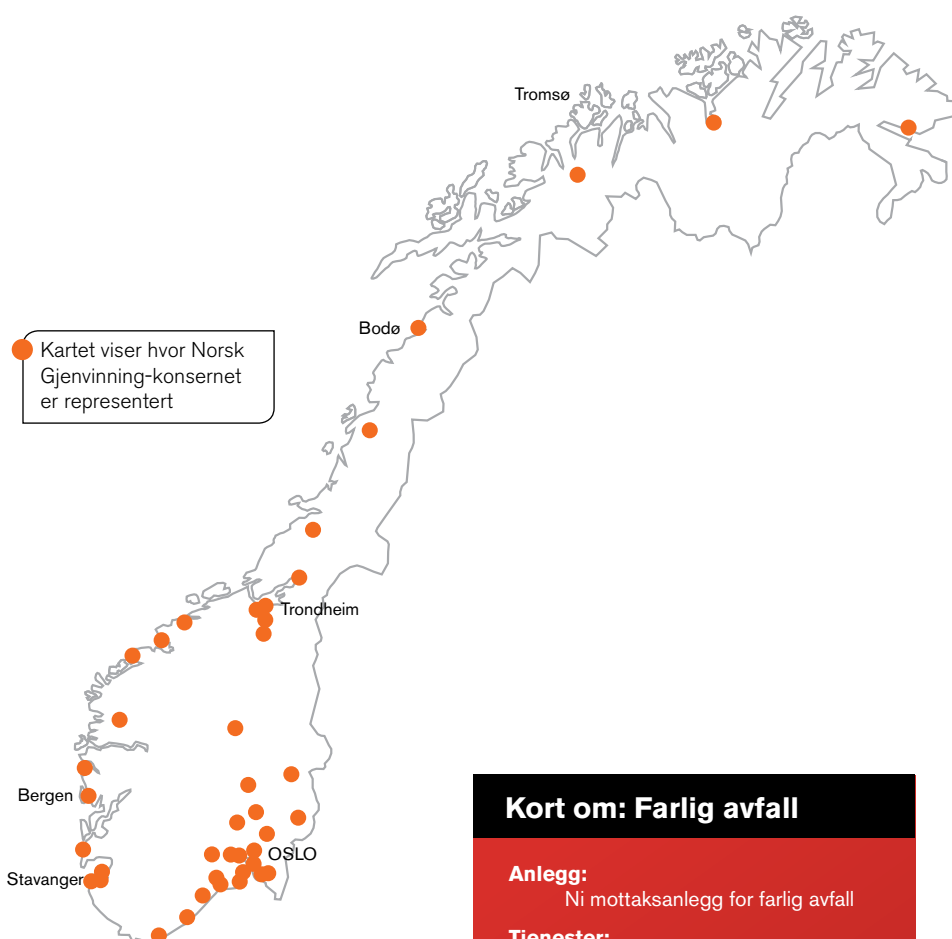 Tromsø
Bodø
Kartet viser hvor Norsk
Gjenvinning-konsernet
er representert
Trondheim
Bergen
OSLO
Stavanger
Kort om: Farlig avfall
Anlegg:
Ni mottaksanlegg for farlig avfall
Tjenester: